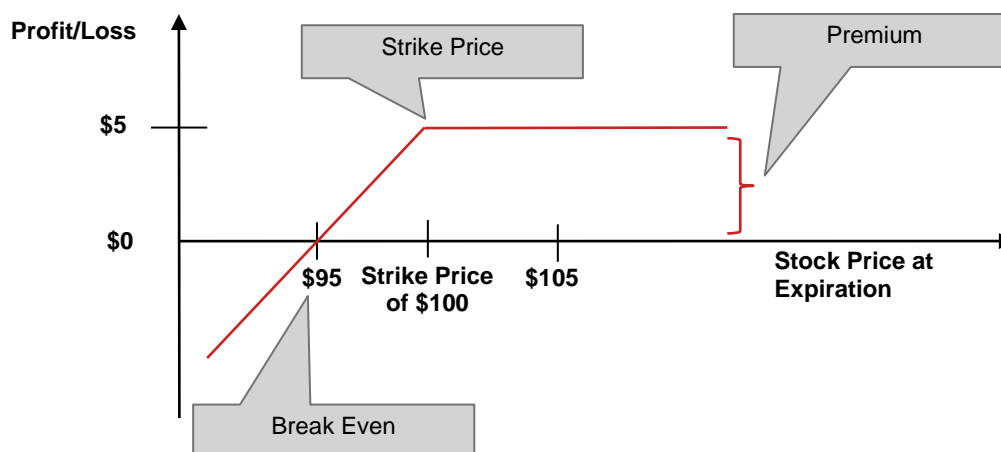 Profit/Loss
Strike Price
Premium
$5
$0
$95
Strike Price
of $100
$105
Stock Price at
Expiration
Break Even